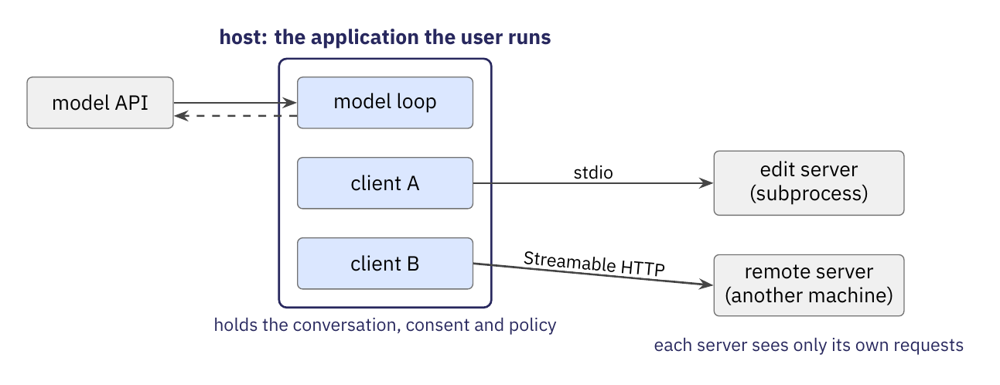 host: the application the user runs
model API
model loop
client A
stdio
edit server
(subprocess)
client B
Streamable HTTP
remote server
(another machine)
holds the conversation, consent and policy
each server sees only its own requests